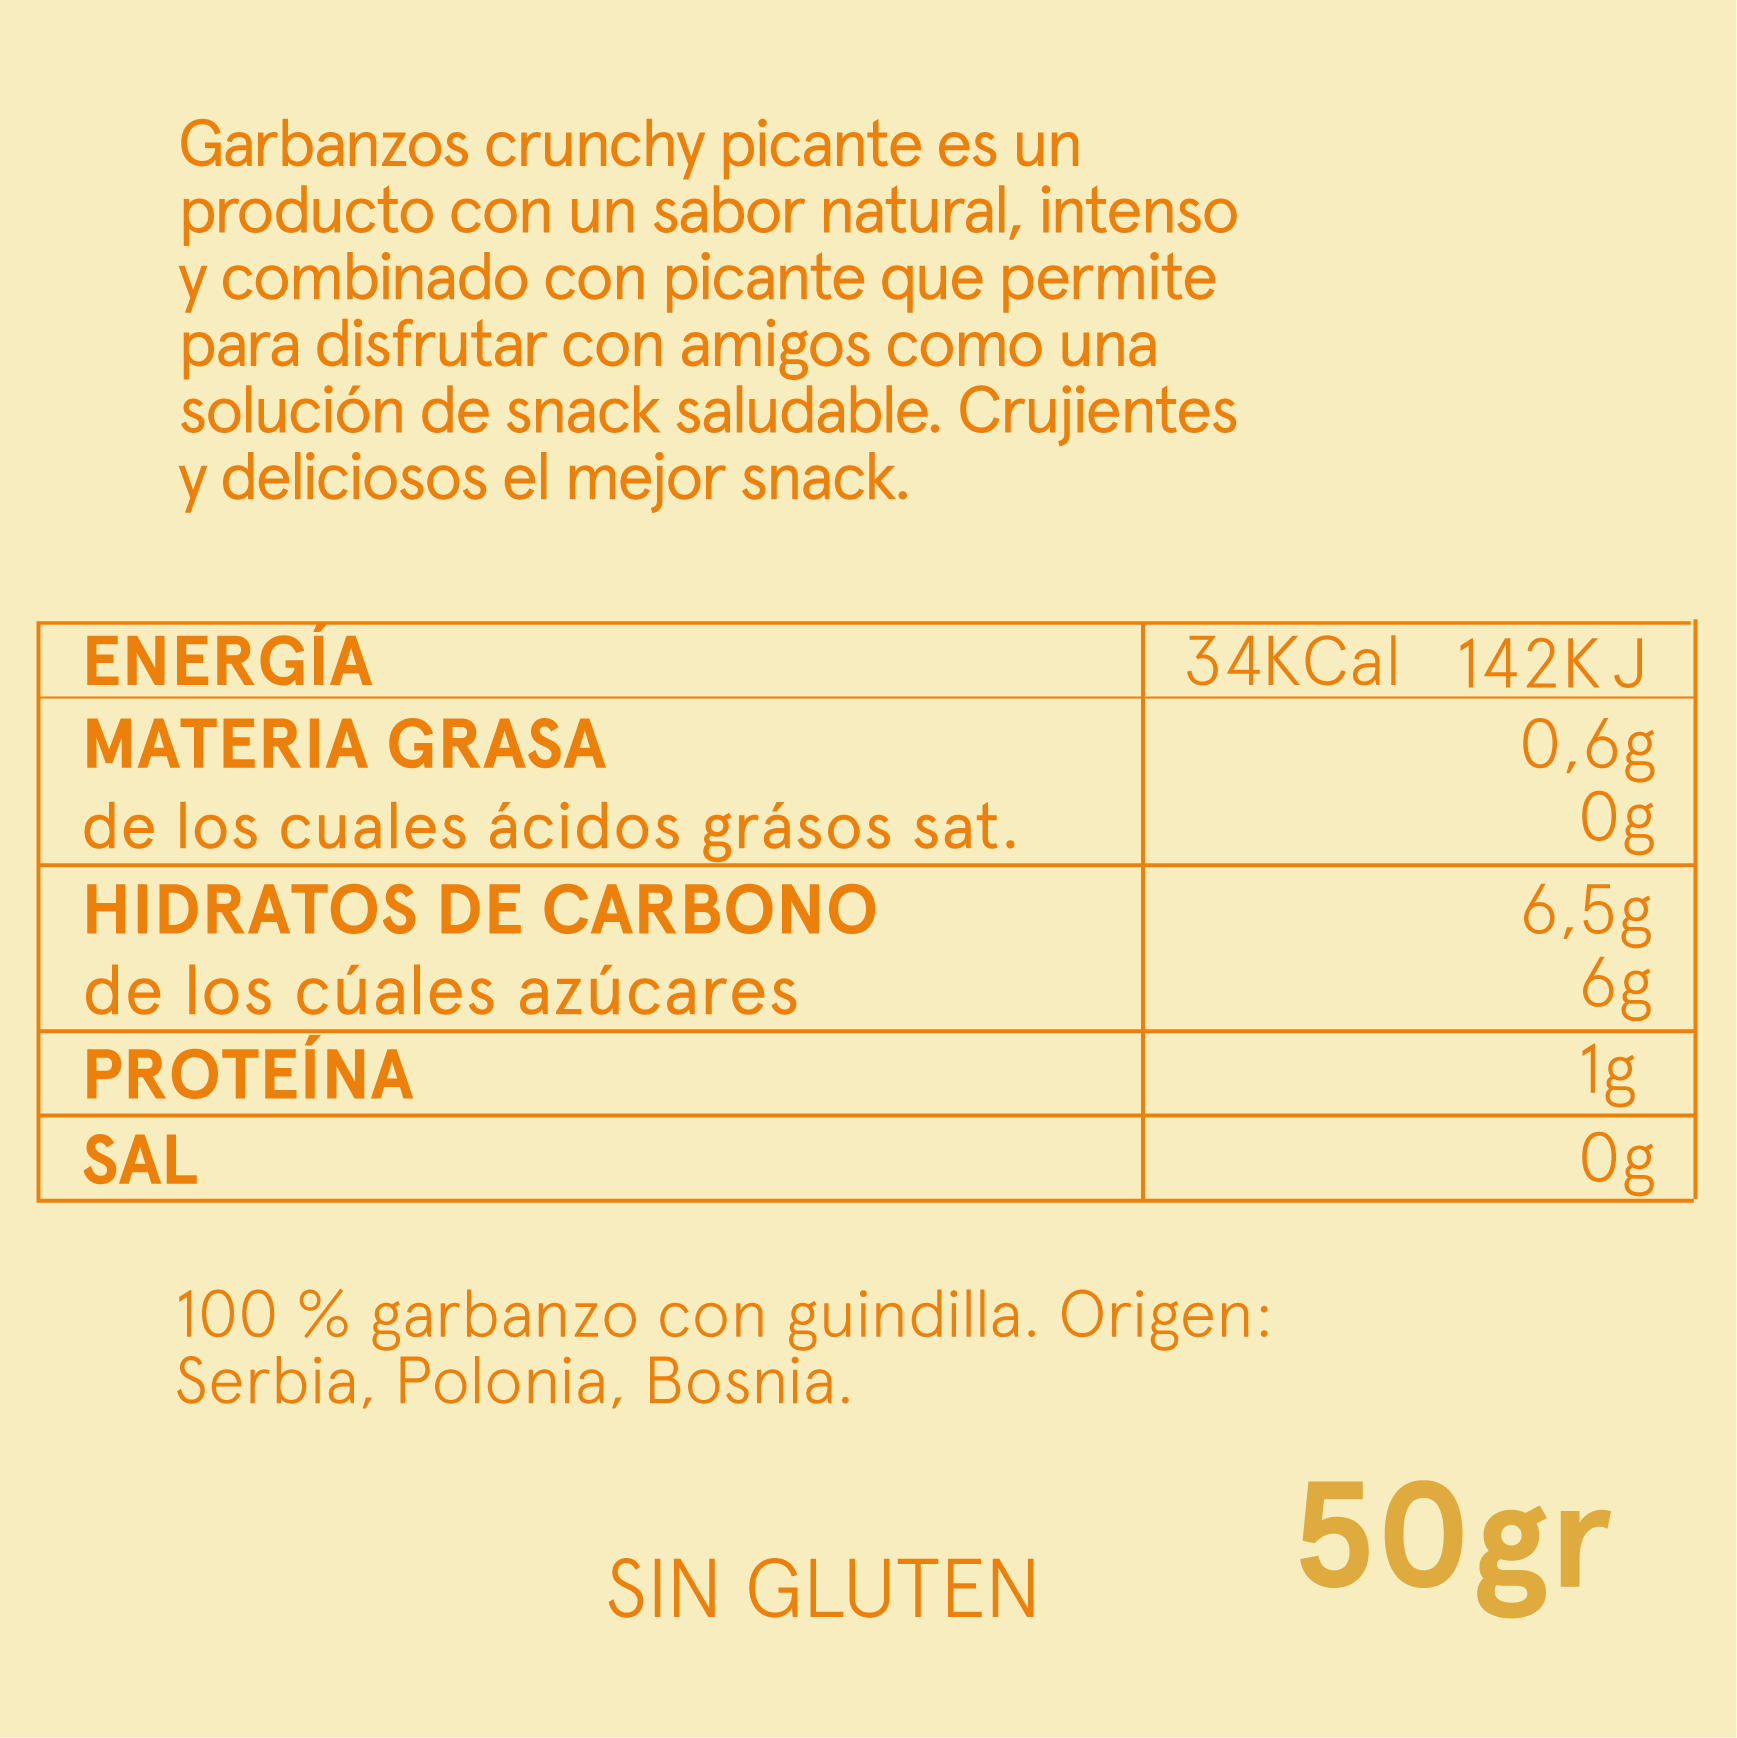 Garbanzos crunchy picante es un
producto con un sabor natural, intenso
y combinado con picante que permite
para disfrutar con amigos como una
solución de snack saludable. Crujientes
y deliciosos el mejor snack.
ENERGÍA 34KCal 142KJ
MATERIA GRASA 0,6g
de los cuales ácidos grásos sat. 0g
HIDRATOS DE CARBONO 6,5g
de los cúales azúcares 6g
PROTEÍNA 1g
SAL 0g
100 % garbanzo con guindilla. Origen:
Serbia, Polonia, Bosnia.
50gr
SIN GLUTEN